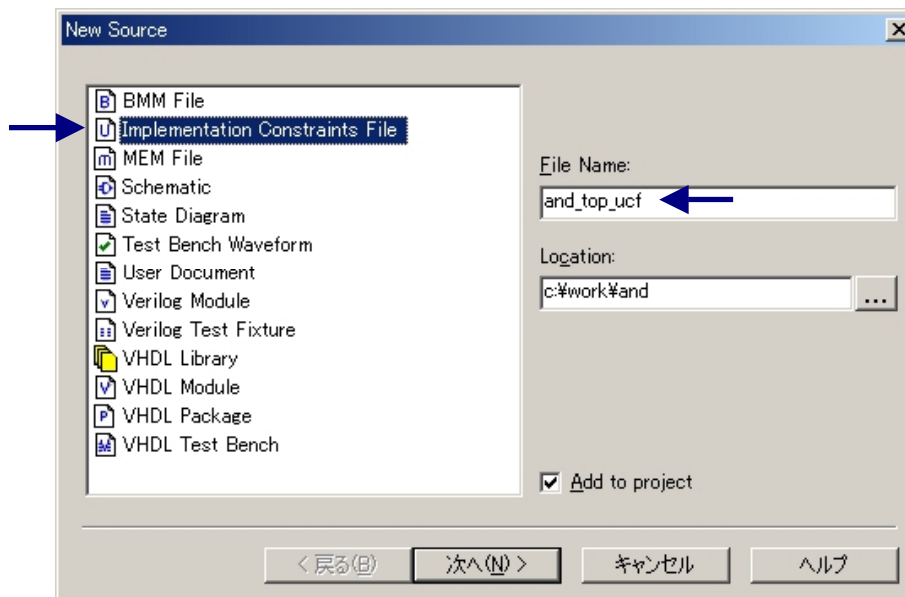 New Source
BMM File
Implementation Constraints File
MEM File
Schematic
State Diagram
Test Bench Waveform
User Document
Verilog Module
Verilog Test Fixture
VHDL Library
VHDL Module
VHDL Package
VHDL Test Bench
File Name:
and_top_ucf
Location:
c:¥work¥and
...
Add to project
< 戻る(B)
次へ(N) >
キャンセル
ヘルプ